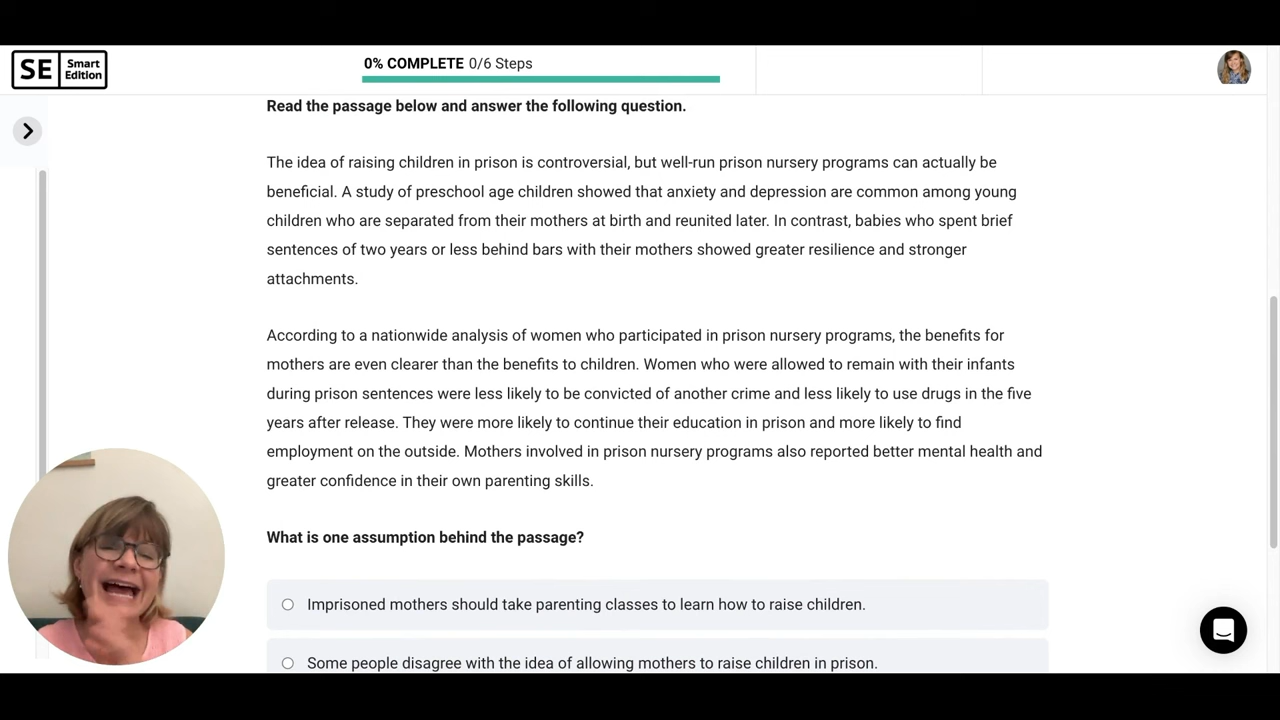 SE Smart
Edition
0% COMPLETE 0/6 Steps
Read the passage below and answer the following question.
The idea of raising children in prison is controversial, but well-run prison nursery programs can actually be
beneficial. A study of preschool age children showed that anxiety and depression are common among young
children who are separated from their mothers at birth and reunited later. In contrast, babies who spent brief
sentences of two years or less behind bars with their mothers showed greater resilience and stronger
attachments.
According to a nationwide analysis of women who participated in prison nursery programs, the benefits for
mothers are even clearer than the benefits to children. Women who were allowed to remain with their infants
during prison sentences were less likely to be convicted of another crime and less likely to use drugs in the five
years after release. They were more likely to continue their education in prison and more likely to find
employment on the outside. Mothers involved in prison nursery programs also reported better mental health and
greater confidence in their own parenting skills.
What is one assumption behind the passage?
Imprisoned mothers should take parenting classes to learn how to raise children.
Some people disagree with the idea of allowing mothers to raise children in prison.